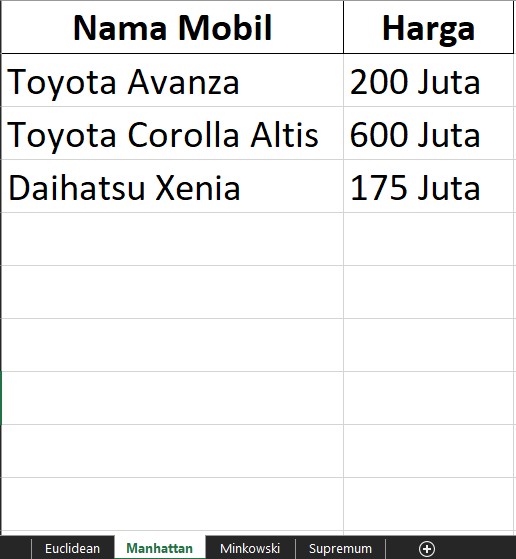 Nama Mobil Harga
Toyota Avanza 200 Juta
Toyota Corolla Altis 600 Juta
Daihatsu Xenia 175 Juta
Euclidean Manhattan Minkowski Supremum